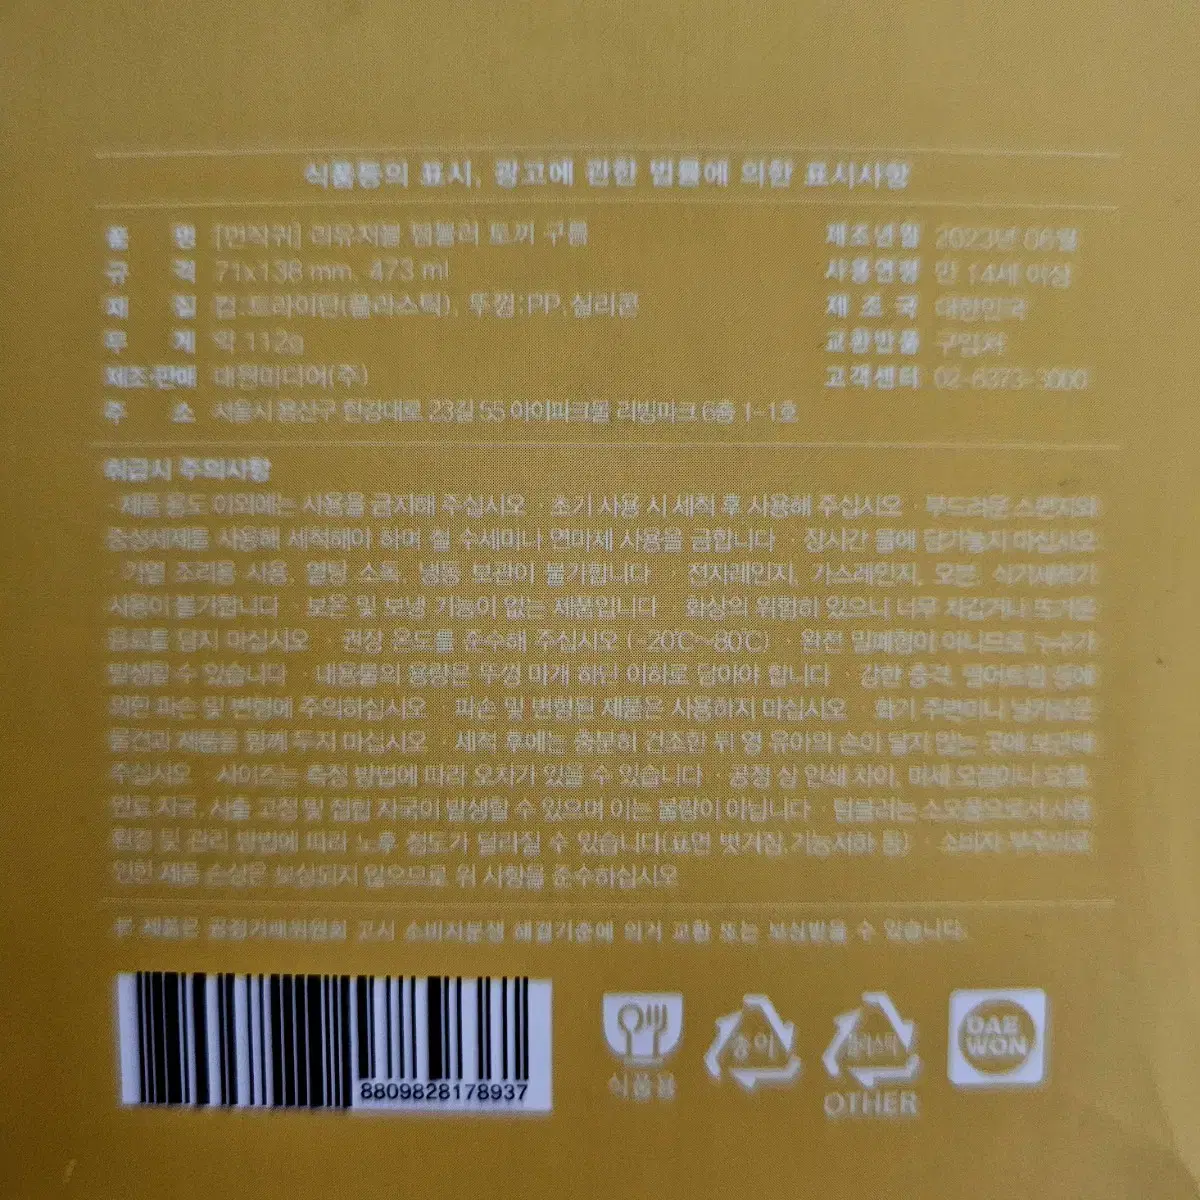 식품등의 표시, 광고에 관한 법률에 의한 표시사항
품 명 [먼작귀] 리유저블 텀블러 토끼 구름 제조년월 2023년 06월
규 격 71x138 mm, 473 ml 사용연령 만 14세 이상
재 질 컵:트라이탄(플라스틱), 뚜껑:PP,실리콘 제 조 국 대한민국
무 게 약 112g 교환반품 구입처
제조·판매 대원미디어(주) 고객센터 02-6373-3000
주 소 서울시 용산구 한강대로 23길 55 아이파크몰 리빙파크 6층 1-1호
취급시 주의사항
· 제품 용도 이외에는 사용을 금지해 주십시오 · 초기 사용 시 세척 후 사용해 주십시오 · 부드러운 스펀지와
중성세제를 사용해 세척해야 하며 철 수세미나 연마제 사용을 금합니다 · 장시간 물에 담가놓지 마십시오
· 가열 조리용 사용, 열탕 소독, 냉동 보관이 불가합니다 · 전자레인지, 가스레인지, 오븐, 식기세척기
사용이 불가합니다 · 보온 및 보냉 기능이 없는 제품입니다 · 화상의 위험이 있으니 너무 차갑거나 뜨거운
음료를 담지 마십시오 · 권장 온도를 준수해 주십시오 (-20℃~80℃) · 완전 밀폐형이 아니므로 누수가
발생할 수 있습니다 · 내용물의 용량은 뚜껑 마개 하단 이하로 담아야 합니다 · 강한 충격, 떨어트림 등에
의한 파손 및 변형에 주의하십시오 · 파손 및 변형된 제품은 사용하지 마십시오 · 화기 주변이나 날카로운
물건과 제품을 함께 두지 마십시오 · 세척 후에는 충분히 건조한 뒤 영 유아의 손이 닿지 않는 곳에 보관해
주십시오 · 사이즈는 측정 방법에 따라 오차가 있을 수 있습니다 · 공정 상 인쇄 차이, 미세 오점이나 요철,
원료 자국, 사출 고정 및 접합 자국이 발생할 수 있으며 이는 불량이 아닙니다 · 텀블러는 소모품으로서 사용
환경 및 관리 방법에 따라 노후 정도가 달라질 수 있습니다(표면 벗겨짐,기능저하 등) · 소비자 부주의로
인한 제품 손상은 보상되지 않으므로 위 사항을 준수하십시오
본 제품은 공정거래위원회 고시 소비자분쟁 해결기준에 의거 교환 또는 보상받을 수 있습니다.
8809828178937
식품용
종이
OTHER
DAE
WON